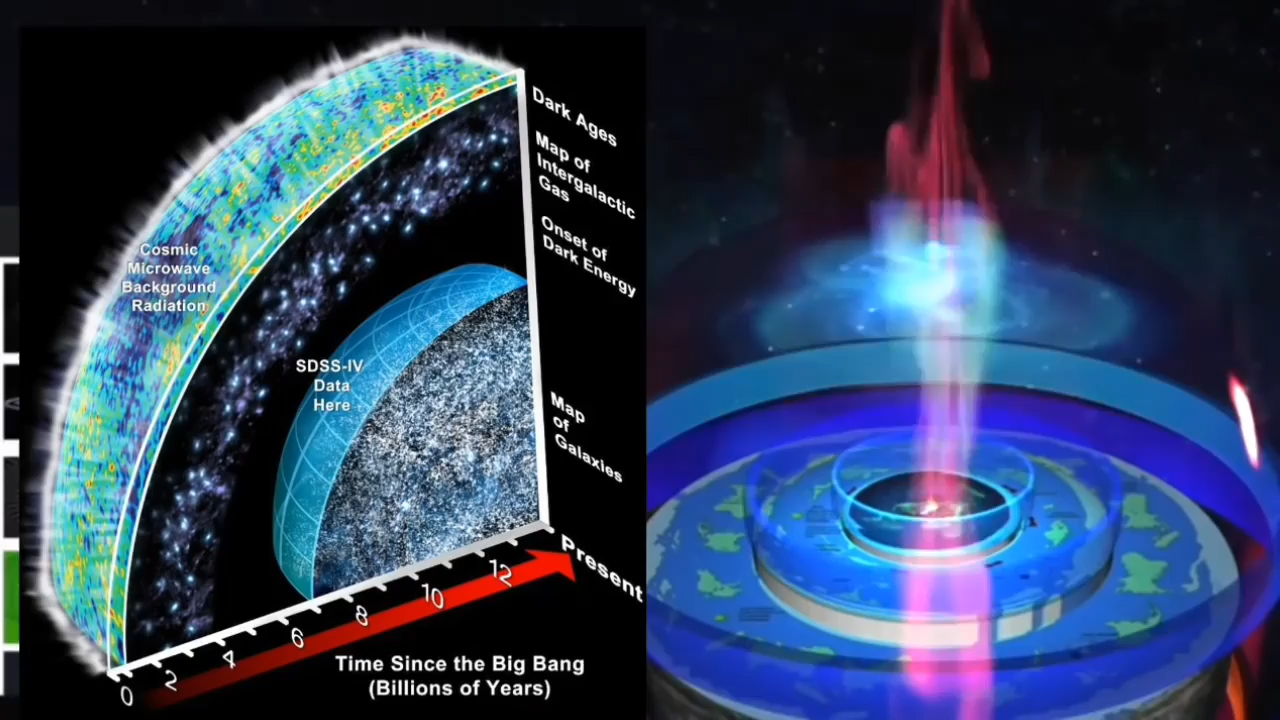 Dark Ages
Map of
Intergalactic
Gas
Onset of
Dark Energy
Cosmic
Microwave
Background
Radiation
SDSS-IV
Data
Here
Map
of
Galaxies
Present
0 2 4 6 8 10 12
Time Since the Big Bang
(Billions of Years)